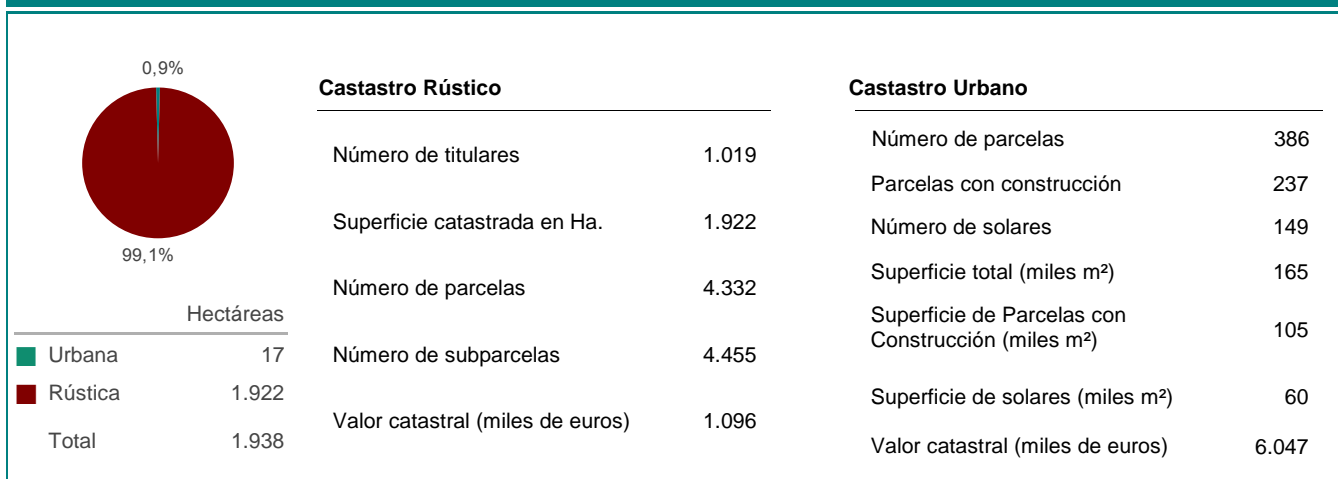 0,9%
99,1%
Hectáreas
Urbana 17
Rústica 1.922
Total 1.938
Castastro Rústico
Número de titulares 1.019
Superficie catastrada en Ha. 1.922
Número de parcelas 4.332
Número de subparcelas 4.455
Valor catastral (miles de euros) 1.096
Castastro Urbano
Número de parcelas 386
Parcelas con construcción 237
Número de solares 149
Superficie total (miles m²) 165
Superficie de Parcelas con
Construcción (miles m²) 105
Superficie de solares (miles m²) 60
Valor catastral (miles de euros) 6.047